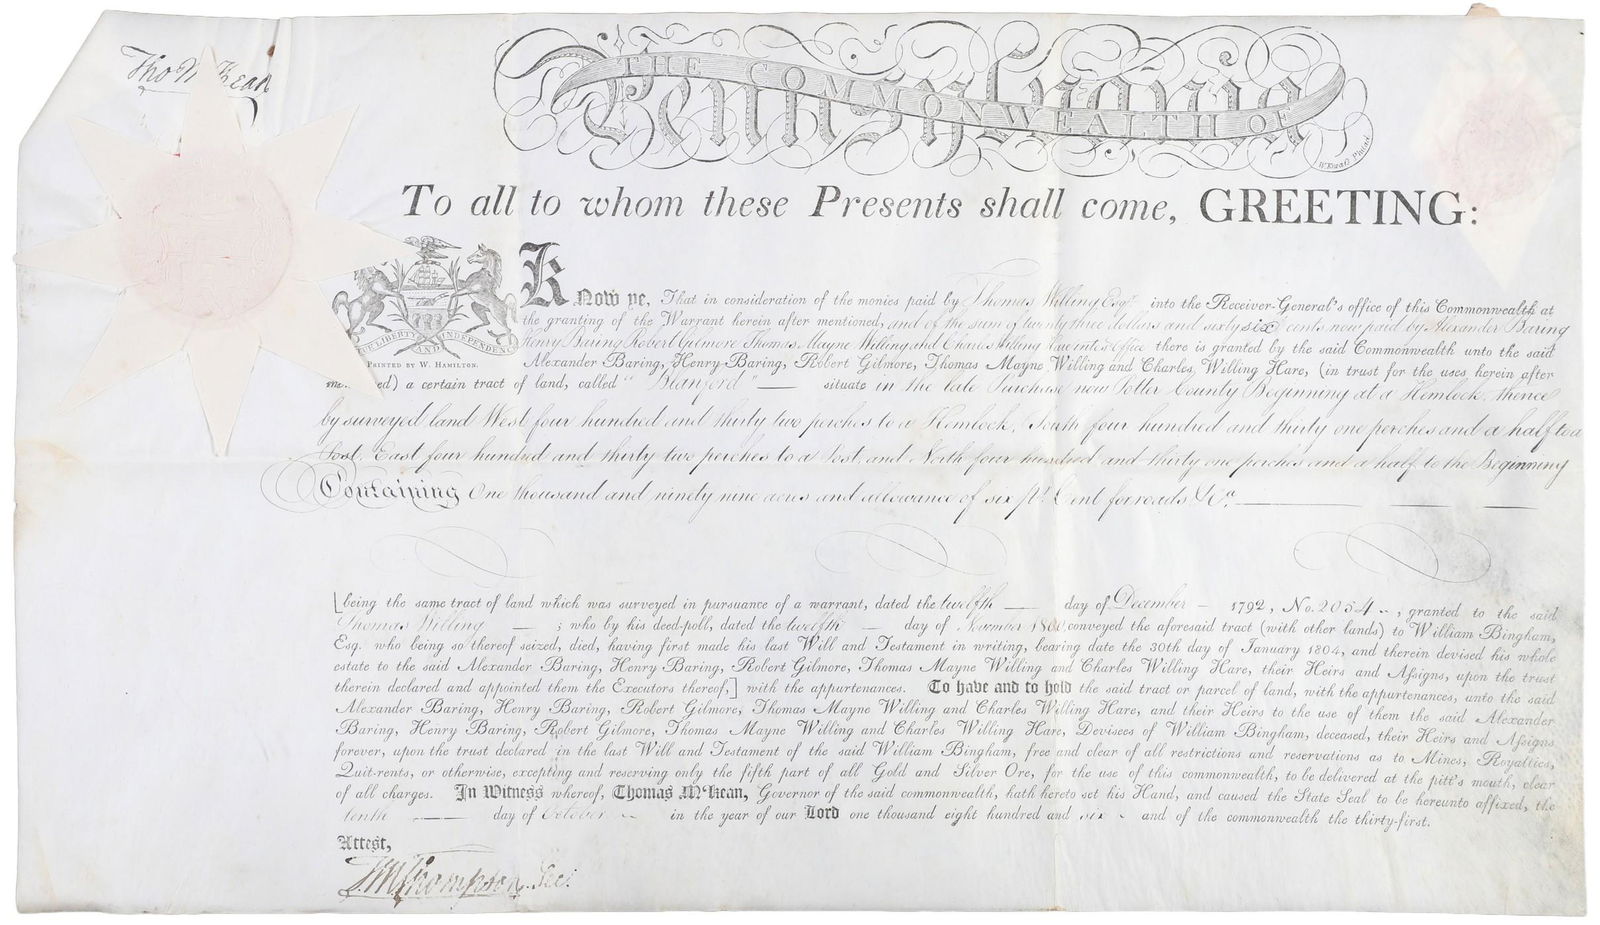 Tho M:Kean
THE COMMONWEALTH OF
Pennsylvania
To all to whom these Presents shall come, GREETING:
VIRTUE LIBERTY AND INDEPENDENCE
PRINTED BY W. HAMILTON.
Know ye, That in consideration of the monies paid by Thomas Willing Esqr. into the Receiver-General's office of this Commonwealth at
the granting of the Warrant herein after mentioned, and of the sum of twenty three dollars and sixty six cents now paid by Alexander Baring
Henry Baring, Robert Gilmore Thomas Mayne Willing and Charles Willing office there is granted by the said Commonwealth unto the said
Alexander Baring, Henry Baring, Robert Gilmore, Thomas Mayne Willing and Charles Willing Hare, (in trust for the uses herein after
a certain tract of land, called "Blanford" situate in the late Purchase now Potter County Beginning at a Hemlock, thence
by surveyed land West four hundred and thirty two perches to a Hemlock, South four hundred and thirty one perches and a half to a
Post, East four hundred and thirty two perches to a Post, and North four hundred and thirty one perches and a half to the Beginning
Containing One thousand and ninety nine acres and allowance of six pr. Cent for roads &ca.
[being the same tract of land which was surveyed in pursuance of a warrant, dated the twelfth day of December 1792, No. 2054, granted to the said
Thomas Willing ; who by his deed-poll, dated the twelfth day of November conveyed the aforesaid tract (with other lands) to William Bingham,
Esq. who being so thereof seized, died, having first made his last Will and Testament in writing, bearing date the 30th day of January 1804, and therein devised his whole
estate to the said Alexander Baring, Henry Baring, Robert Gilmore, Thomas Mayne Willing and Charles Willing Hare, their Heirs and Assigns, upon the trust
therein declared and appointed them the Executors thereof,] with the appurtenances. To have and to hold the said tract or parcel of land, with the appurtenances, unto the said
Alexander Baring, Henry Baring, Robert Gilmore, Thomas Mayne Willing and Charles Willing Hare, and their Heirs to the use of them the said Alexander
Baring, Henry Baring, Robert Gilmore, Thomas Mayne Willing and Charles Willing Hare, Devisees of William Bingham, deceased, their Heirs and Assigns
forever, upon the trust declared in the last Will and Testament of the said William Bingham, free and clear of all restrictions and reservations as to Mines, Royalties,
Quit-rents, or otherwise, excepting and reserving only the fifth part of all Gold and Silver Ore, for the use of this commonwealth, to be delivered at the pitt's mouth, clear
of all charges. In Witness whereof, Thomas M'Kean, Governor of the said commonwealth, hath hereto set his Hand, and caused the State Seal to be hereunto affixed, the
tenth day of October in the year of our Lord one thousand eight hundred and six and of the commonwealth the thirty-first.
Attest,
TMThompson Sec: